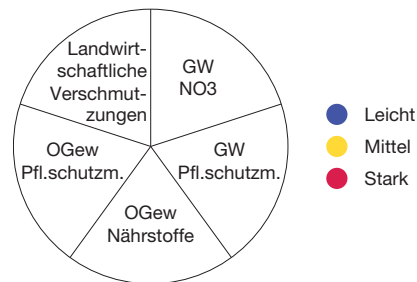 Landwirt-
schaftliche
Verschmut-
zungen
GW
NO3
GW
Pfl.schutzm.
OGew
Nährstoffe
OGew
Pfl.schutzm.
Leicht
Mittel
Stark